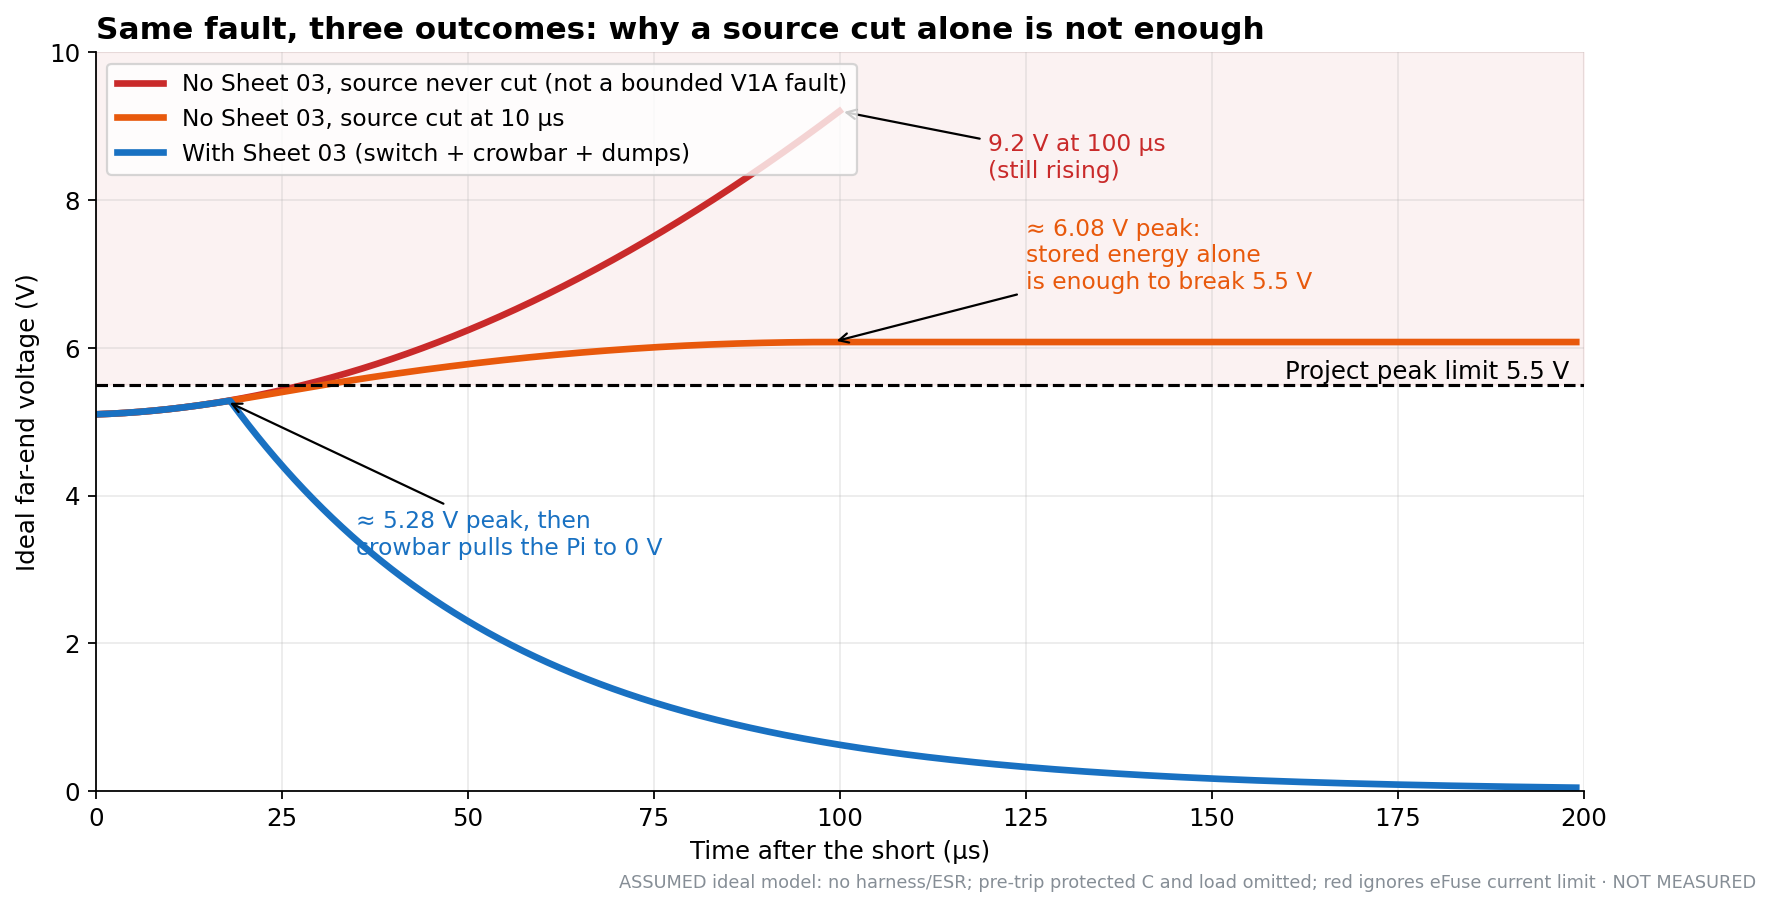 Same fault, three outcomes: why a source cut alone is not enough
No Sheet 03, source never cut (not a bounded V1A fault)
No Sheet 03, source cut at 10 µs
With Sheet 03 (switch + crowbar + dumps)
9.2 V at 100 µs
(still rising)
≈ 6.08 V peak:
stored energy alone
is enough to break 5.5 V
Project peak limit 5.5 V
≈ 5.28 V peak, then
crowbar pulls the Pi to 0 V
Ideal far-end voltage (V)
10
8
6
4
2
0
0 25 50 75 100 125 150 175 200
Time after the short (µs)
ASSUMED ideal model: no harness/ESR; pre-trip protected C and load omitted; red ignores eFuse current limit · NOT MEASURED